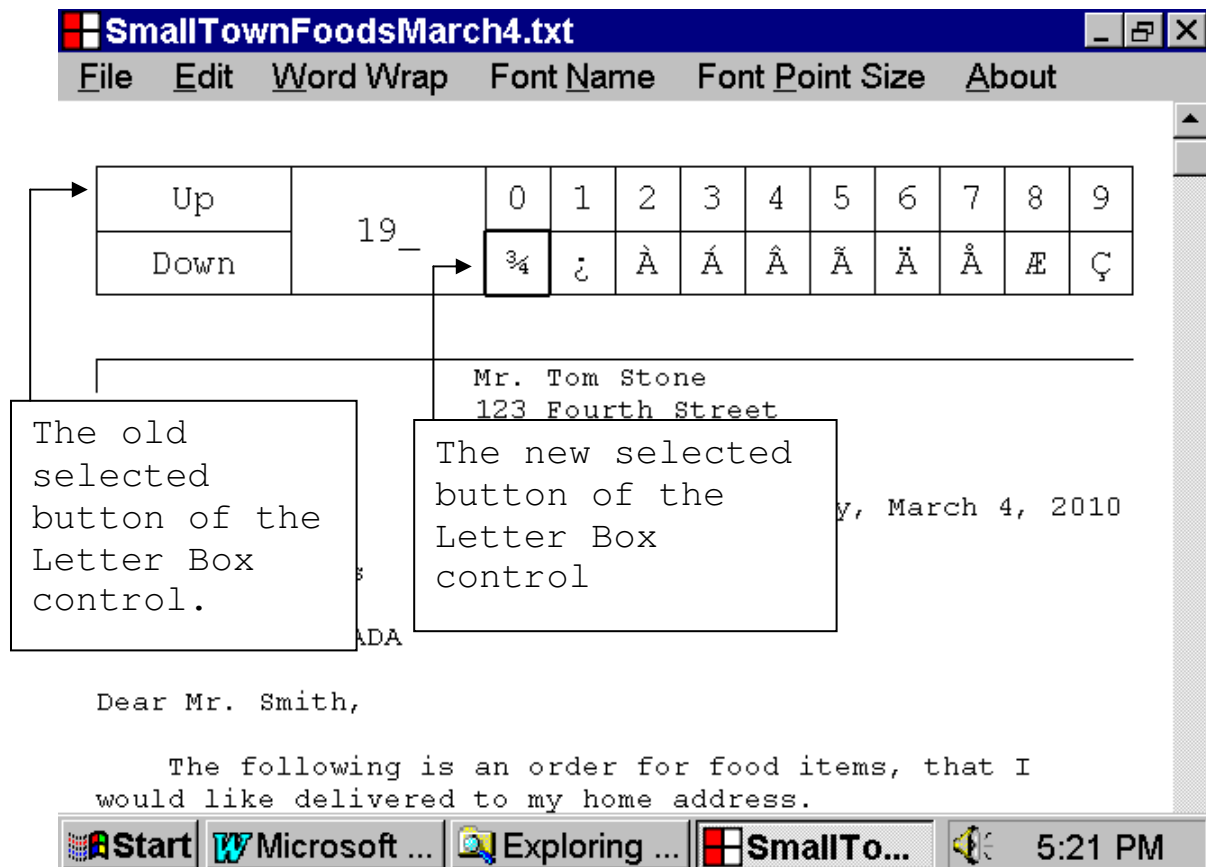 SmallTownFoodsMarch4.txt
File Edit Word Wrap Font Name Font Point Size About
Up 19_ 0 1 2 3 4 5 6 7 8 9
Down ¾ ¿ À Á Â Ã Ä Å Æ Ç
Mr. Tom Stone
123 Fourth Street
The old
selected
button of the
Letter Box
control.
The new selected
button of the
Letter Box
control
March 4, 2010
Dear Mr. Smith,
The following is an order for food items, that I
would like delivered to my home address.
Start Microsoft ... Exploring ... SmallTo... 5:21 PM